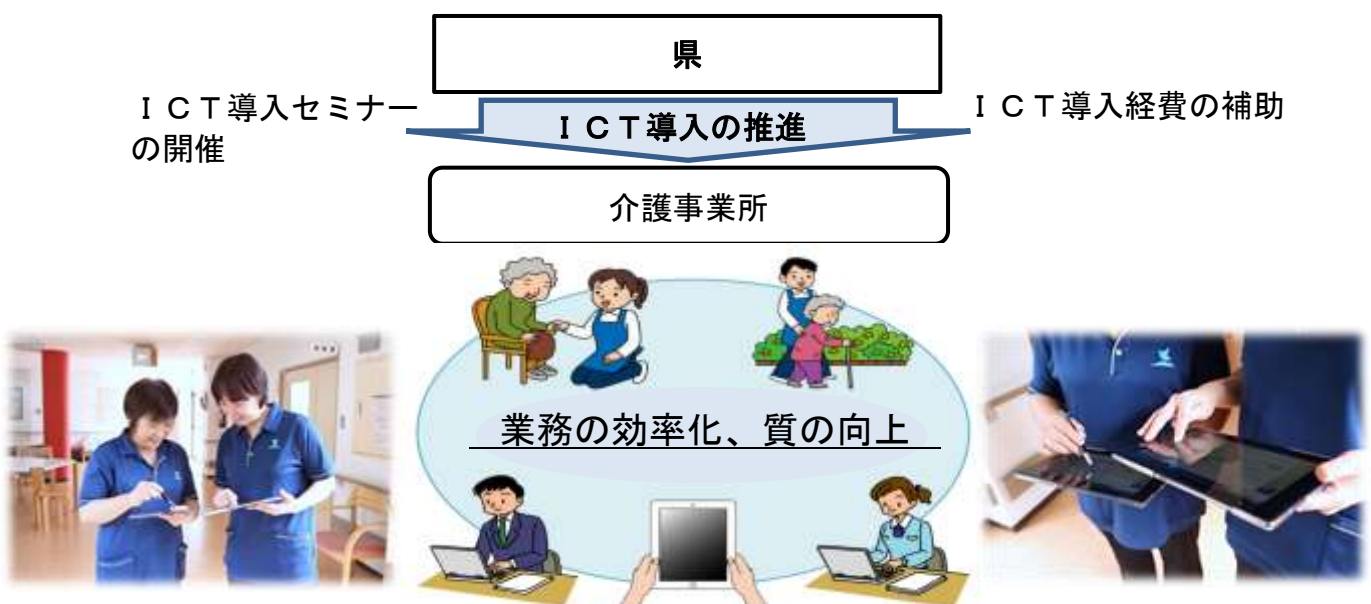 県
ＩＣＴ導入セミナー
の開催
ＩＣＴ導入の推進
ＩＣＴ導入経費の補助
介護事業所
業務の効率化、質の向上